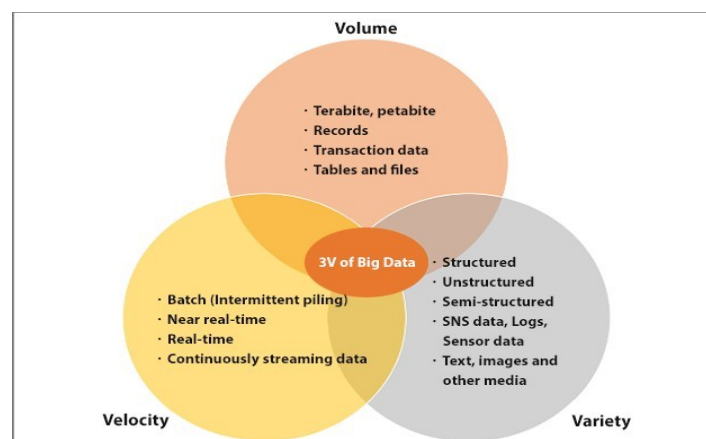 Volume
· Terabite, petabite
· Records
· Transaction data
· Tables and files
3V of Big Data
· Batch (Intermittent piling)
· Near real-time
· Real-time
· Continuously streaming data
· Structured
· Unstructured
· Semi-structured
· SNS data, Logs,
Sensor data
· Text, images and
other media
Velocity
Variety